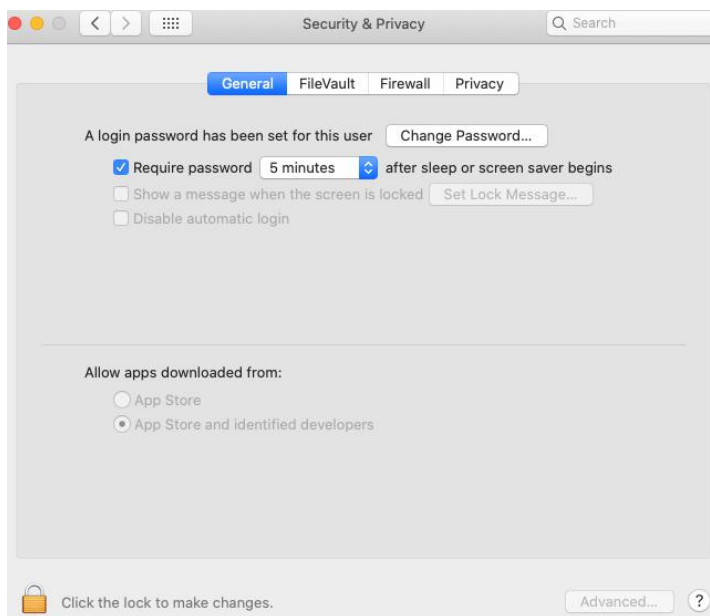 Security & Privacy Search
General FileVault Firewall Privacy
A login password has been set for this user Change Password...
Require password 5 minutes after sleep or screen saver begins
Show a message when the screen is locked Set Lock Message...
Disable automatic login
Allow apps downloaded from:
App Store
App Store and identified developers
Click the lock to make changes. Advanced... ?